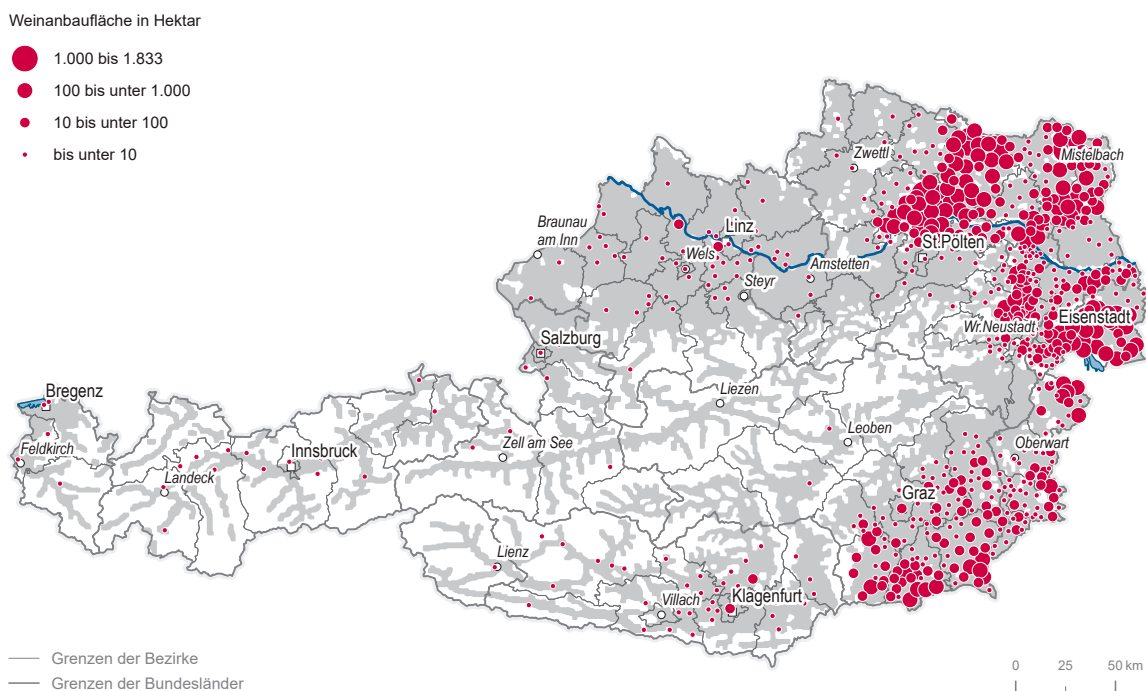 Weinanbaufläche in Hektar
1.000 bis 1.833
100 bis unter 1.000
10 bis unter 100
bis unter 10
Zwettl
Mistelbach
Braunau
am Inn
Linz
St.Pölten
Wels
Amstetten
Steyr
Eisenstadt
Wr.Neustadt
Salzburg
Bregenz
Liezen
Leoben
Oberwart
Feldkirch
Innsbruck
Zell am See
Landeck
Graz
Lienz
Villach
Klagenfurt
Grenzen der Bezirke
Grenzen der Bundesländer
0 25 50 km